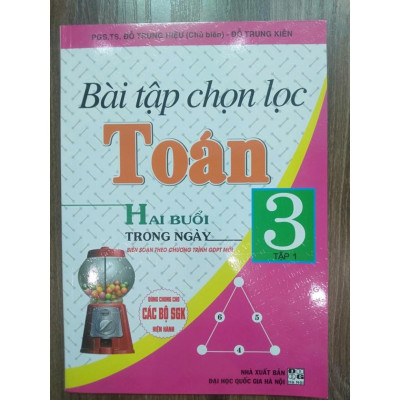 PGS.TS. ĐỖ TRUNG HIỆU (Chủ biên) - ĐỖ TRUNG KIÊN
Bài tập chọn lọc
Toán
HAI BUỔI
TRONG NGÀY
BIÊN SOẠN THEO CHƯƠNG TRÌNH GDPT MỚI
3
TẬP 1
DÙNG CHUNG CHO
CÁC BỘ SGK
HIỆN HÀNH
6
5
4
NHÀ XUẤT BẢN
ĐẠI HỌC QUỐC GIA HÀ NỘI